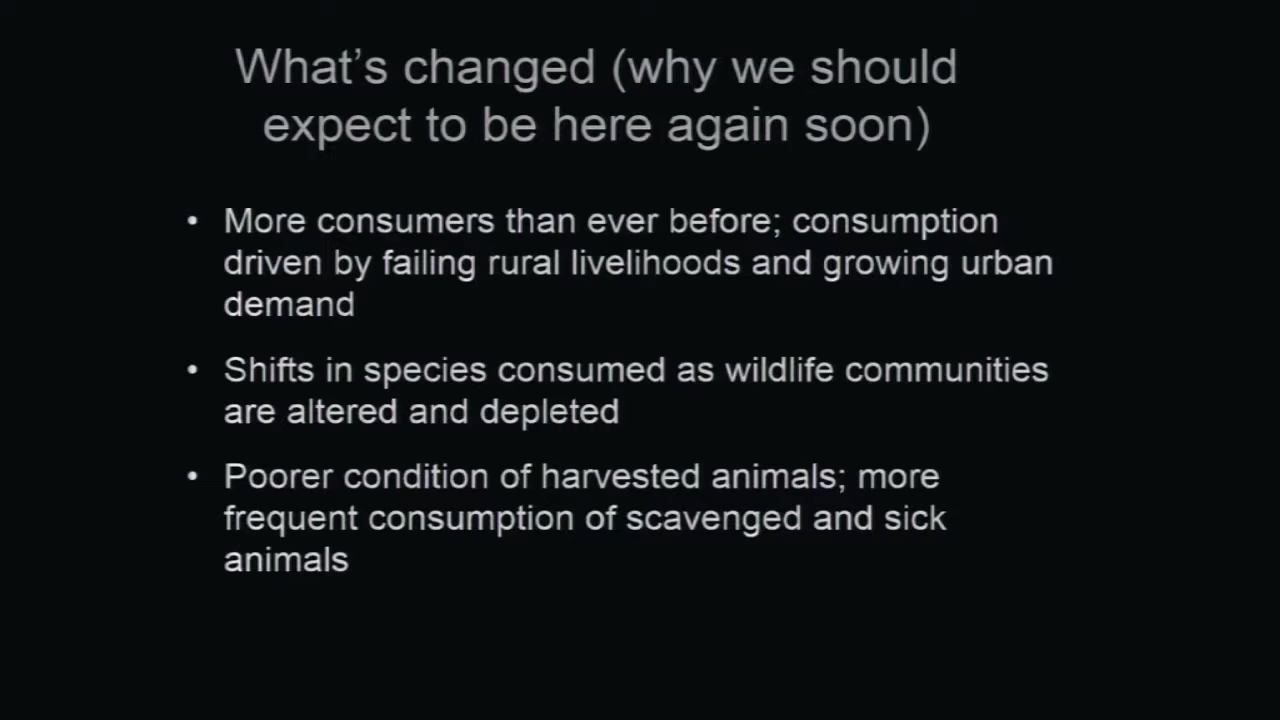 What's changed (why we should
expect to be here again soon)
• More consumers than ever before; consumption
driven by failing rural livelihoods and growing urban
demand
• Shifts in species consumed as wildlife communities
are altered and depleted
• Poorer condition of harvested animals; more
frequent consumption of scavenged and sick
animals